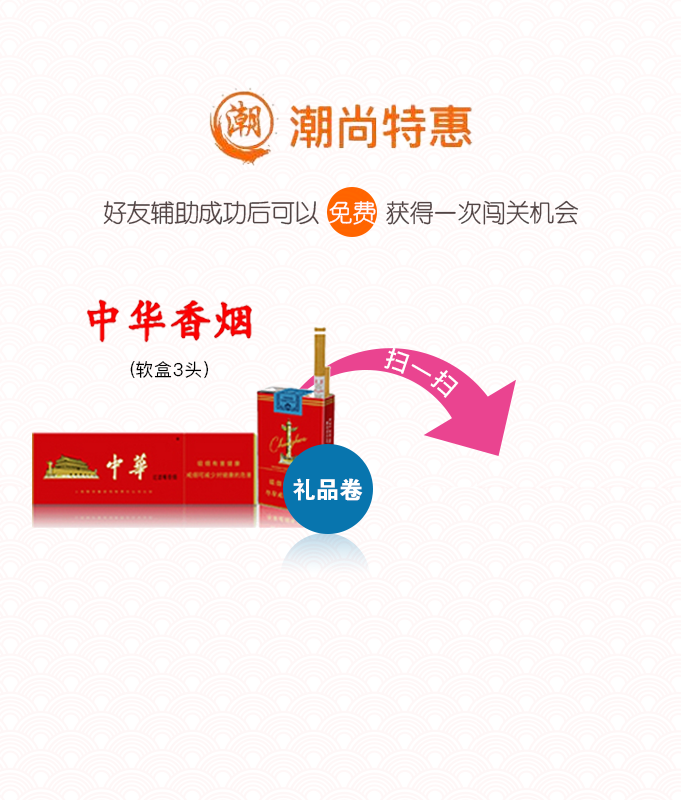 潮 潮尚特惠
好友辅助成功后可以 免费 获得一次闯关机会
中华香烟
(软盒3头)
扫一扫
中華
礼品卷